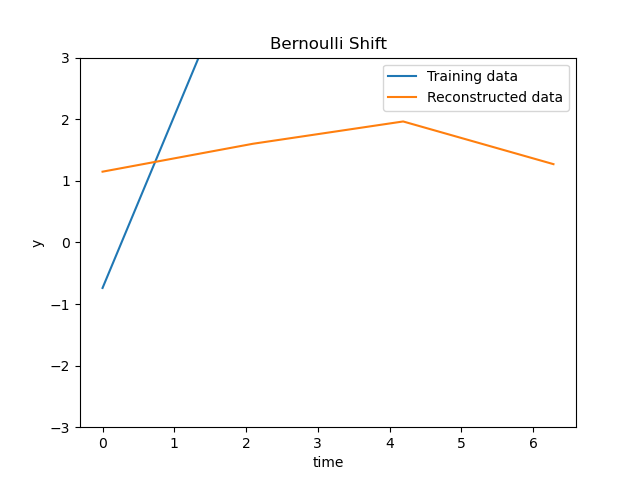 Bernoulli Shift
Training data
Reconstructed data
3
2
1
0
−1
−2
−3
y
0 1 2 3 4 5 6
time